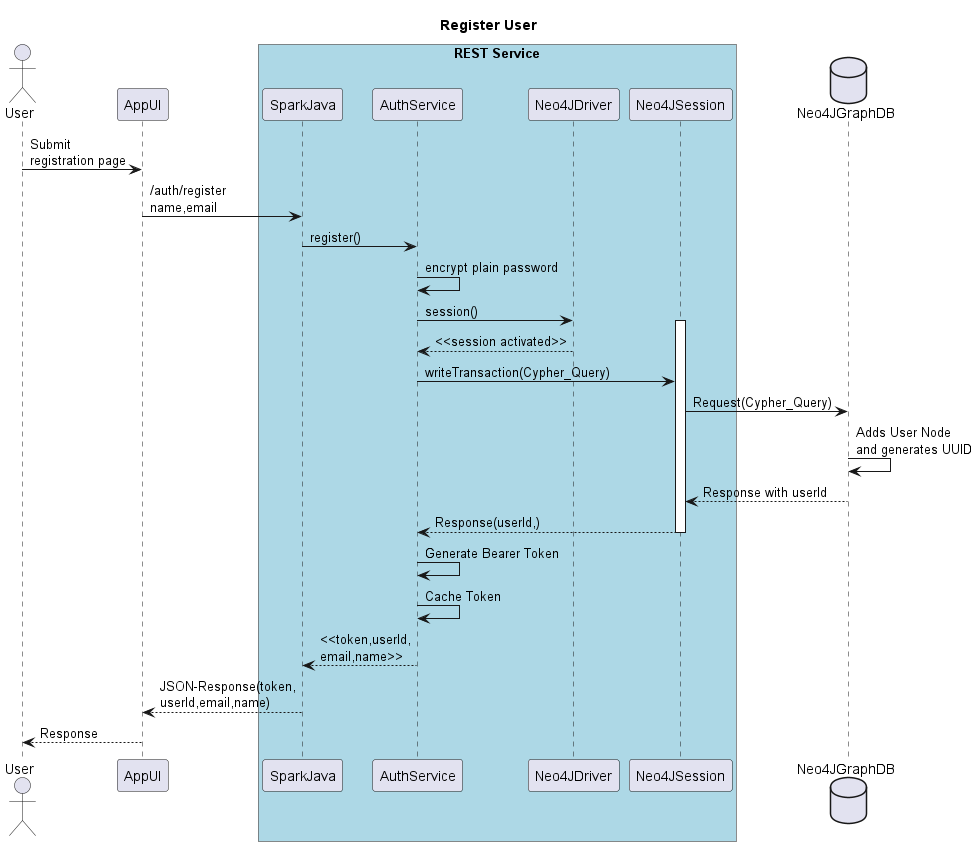 Register User
REST Service
User
AppUI
SparkJava
AuthService
Neo4JDriver
Neo4JSession
Neo4JGraphDB
Submit
registration page
/auth/register
name,email
register()
encrypt plain password
session()
<<session activated>>
writeTransaction(Cypher_Query)
Request(Cypher_Query)
Adds User Node
and generates UUID
Response with userId
Response(userId,)
Generate Bearer Token
Cache Token
<<token,userId,
email,name>>
JSON-Response(token,
userId,email,name)
Response
User
AppUI
SparkJava
AuthService
Neo4JDriver
Neo4JSession
Neo4JGraphDB